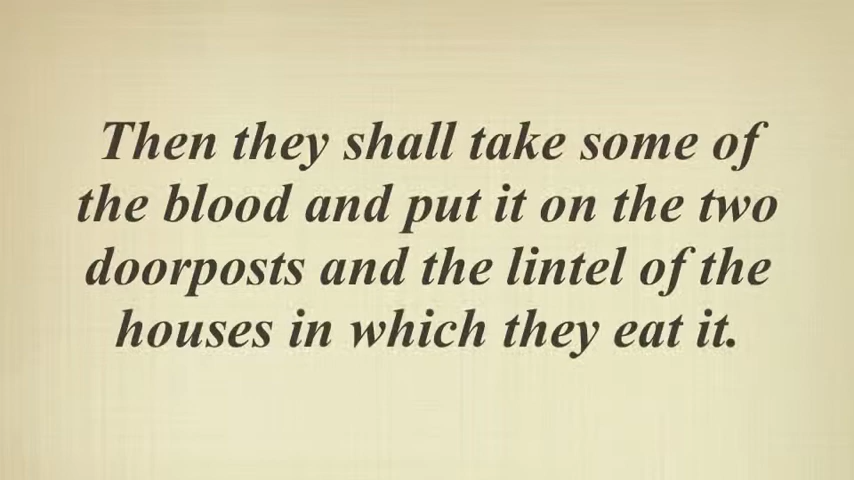 Then they shall take some of
the blood and put it on the two
doorposts and the lintel of the
houses in which they eat it.